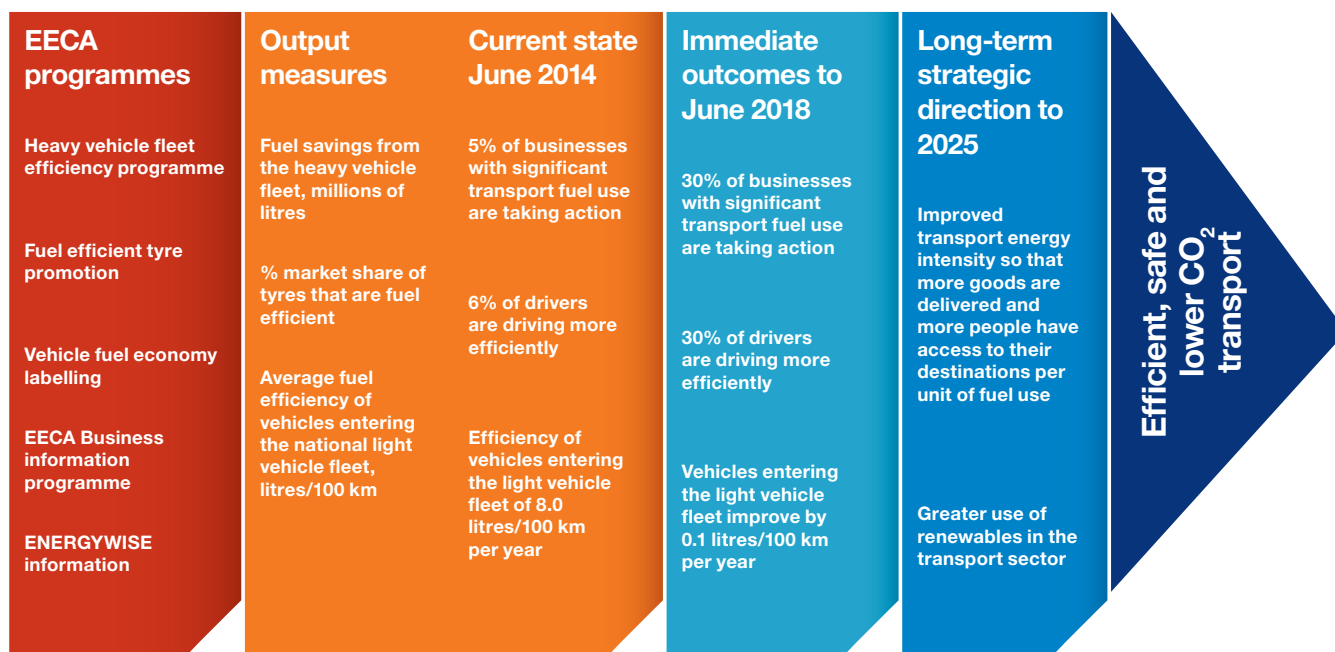 EECA
programmes
Heavy vehicle fleet
efficiency programme
Fuel efficient tyre
promotion
Vehicle fuel economy
labelling
EECA Business
information
programme
ENERGYWISE
information
Output
measures
Fuel savings from
the heavy vehicle
fleet, millions of
litres
% market share of
tyres that are fuel
efficient
Average fuel
efficiency of
vehicles entering
the national light
vehicle fleet,
litres/100 km
Current state
June 2014
5% of businesses
with significant
transport fuel use
are taking action
6% of drivers
are driving more
efficiently
Efficiency of
vehicles entering
the light vehicle
fleet of 8.0
litres/100 km
per year
Immediate
outcomes to
June 2018
30% of businesses
with significant
transport fuel use
are taking action
30% of drivers
are driving more
efficiently
Vehicles entering
the light vehicle
fleet improve by
0.1 litres/100 km
per year
Long-term
strategic
direction to
2025
Improved
transport energy
intensity so that
more goods are
delivered and
more people have
access to their
destinations per
unit of fuel use
Greater use of
renewables in the
transport sector
Efficient, safe and
lower CO₂
transport